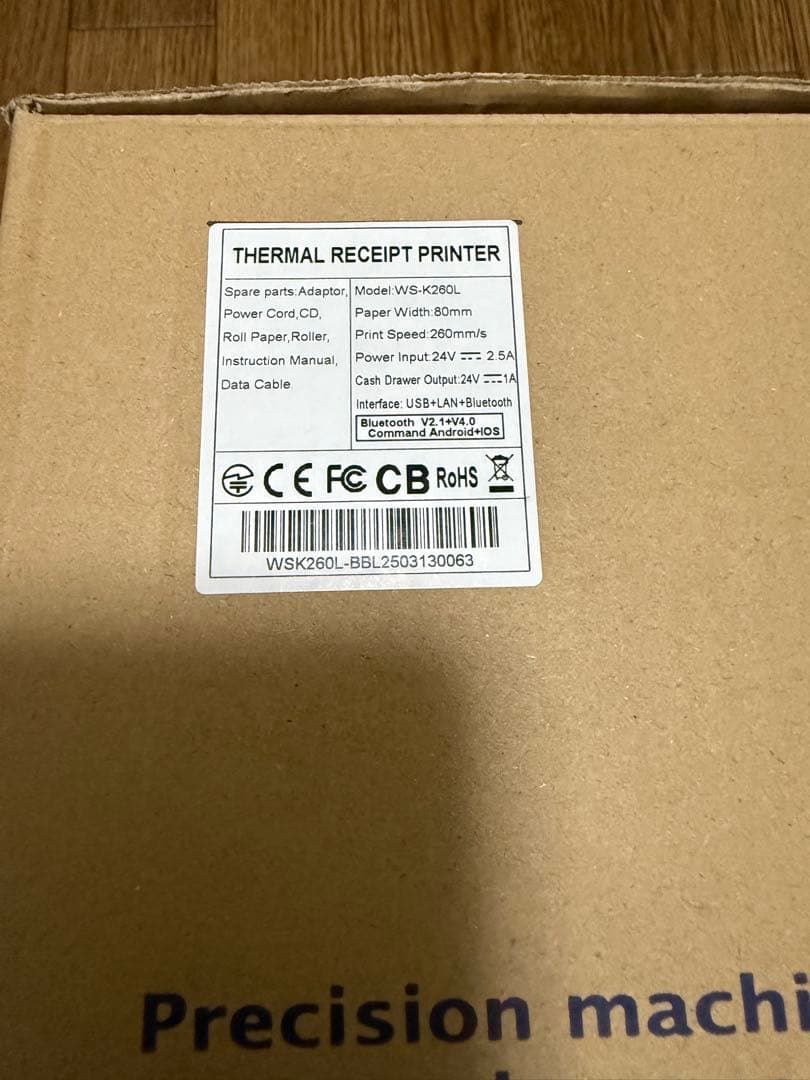 THERMAL RECEIPT PRINTER
Spare parts:Adaptor,
Power Cord,CD,
Roll Paper,Roller,
Instruction Manual,
Data Cable
Model:WS-K260L
Paper Width:80mm
Print Speed:260mm/s
Power Input:24V 2.5A
Cash Drawer Output:24V 1A
Interface: USB+LAN+Bluetooth
Bluetooth V2.1+V4.0
Command Android+IOS
CE FC CB RoHS
WSK260L-BBL2503130063
Precision machi